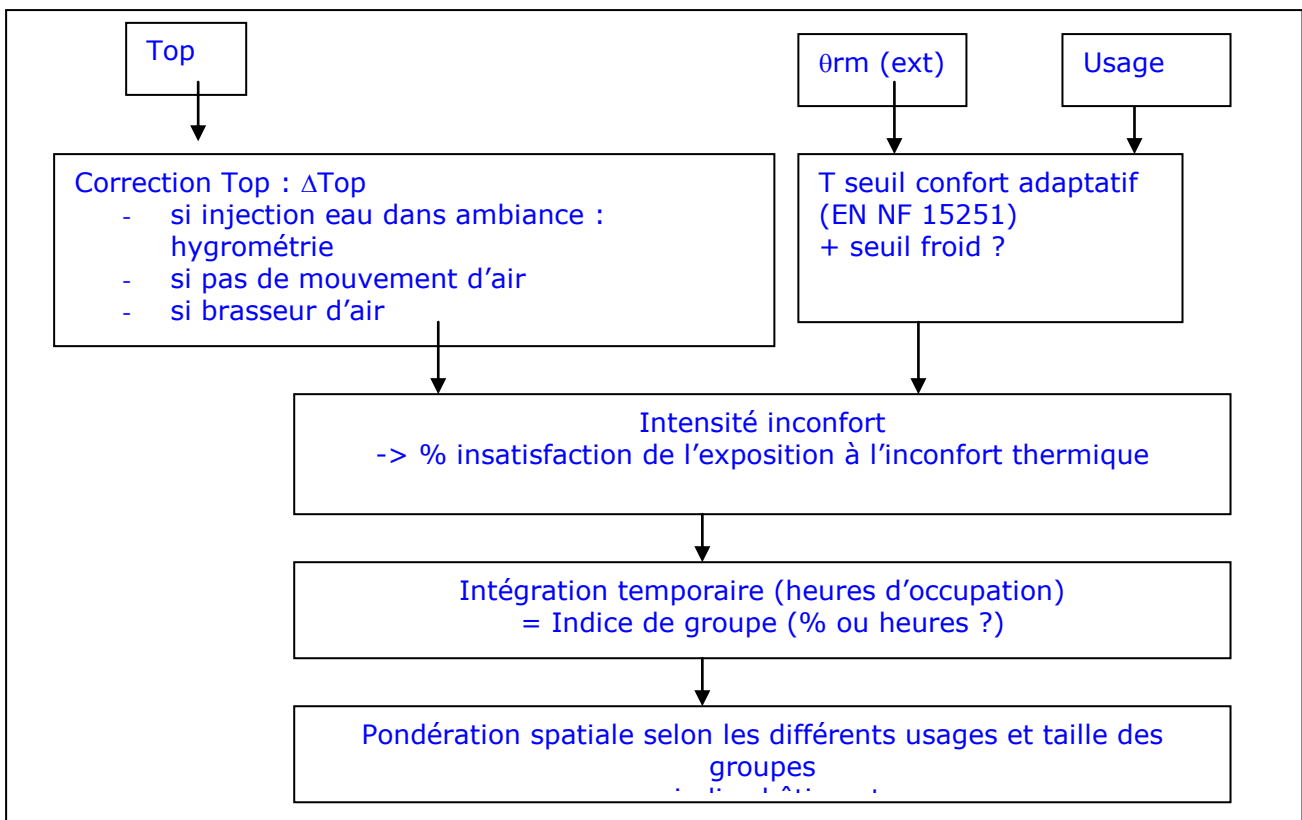 Top
θrm (ext)
Usage
Correction Top : ΔTop
- si injection eau dans ambiance :
hygrométrie
- si pas de mouvement d’air
- si brasseur d’air
T seuil confort adaptatif
(EN NF 15251)
+ seuil froid ?
Intensité inconfort
-> % insatisfaction de l’exposition à l’inconfort thermique
Intégration temporaire (heures d’occupation)
= Indice de groupe (% ou heures ?)
Pondération spatiale selon les différents usages et taille des
groupes